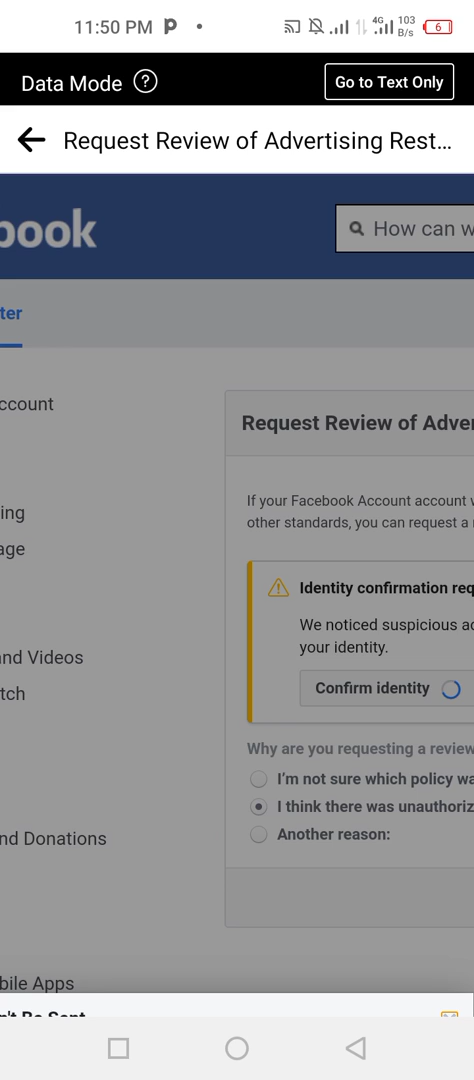 11:50 PM
4G
103
B/s
6
Data Mode ?
Go to Text Only
Request Review of Advertising Rest...
book
How can w
ter
ccount
Request Review of Adver
ing
age
If your Facebook Account account w
other standards, you can request a r
Identity confirmation req
We noticed suspicious ac
your identity.
Confirm identity
nd Videos
tch
Why are you requesting a review
I'm not sure which policy wa
I think there was unauthoriz
Another reason:
nd Donations
bile Apps
n't Be Sent